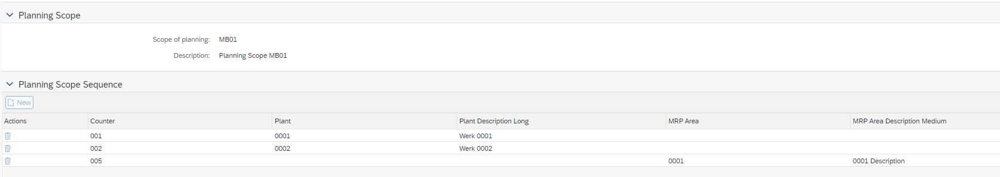 Planning Scope
Scope of planning: MB01
Description: Planning Scope MB01
Planning Scope Sequence
New
Actions Counter Plant Plant Description Long MRP Area MRP Area Description Medium
001 0001 Werk 0001
002 0002 Werk 0002
005 0001 0001 Description